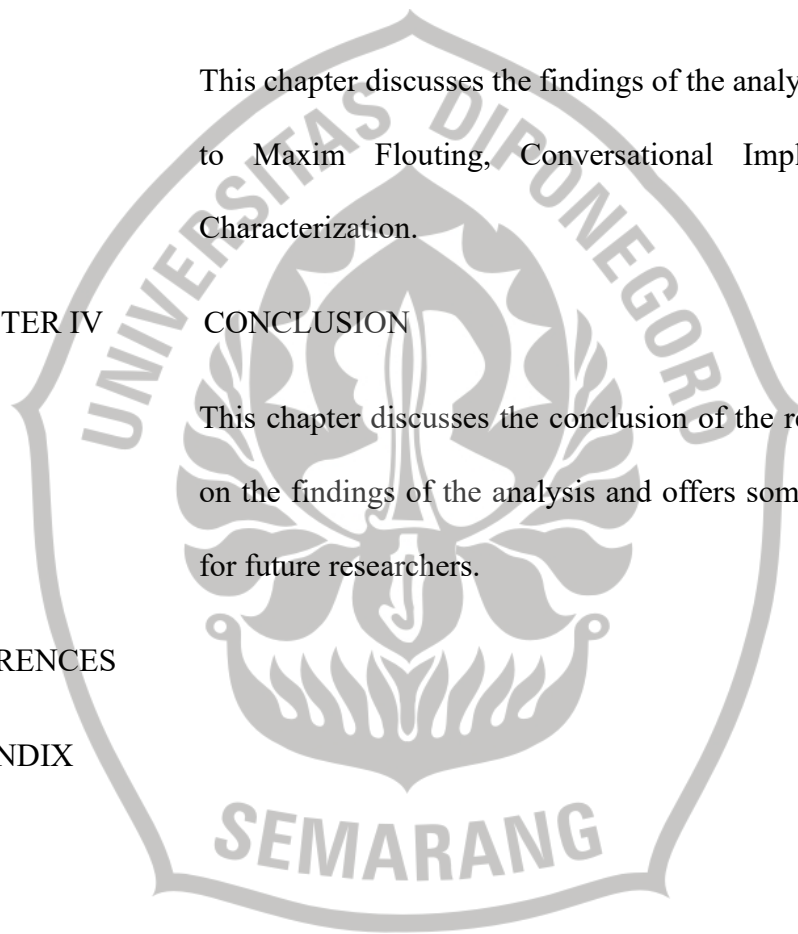 This chapter discusses the findings of the analy
to Maxim Flouting, Conversational Impl
Characterization.
TER IV CONCLUSION
This chapter discusses the conclusion of the re
on the findings of the analysis and offers som
for future researchers.
RENCES
NDIX
UNIVERSITAS DIPONEGORO
SEMARANG